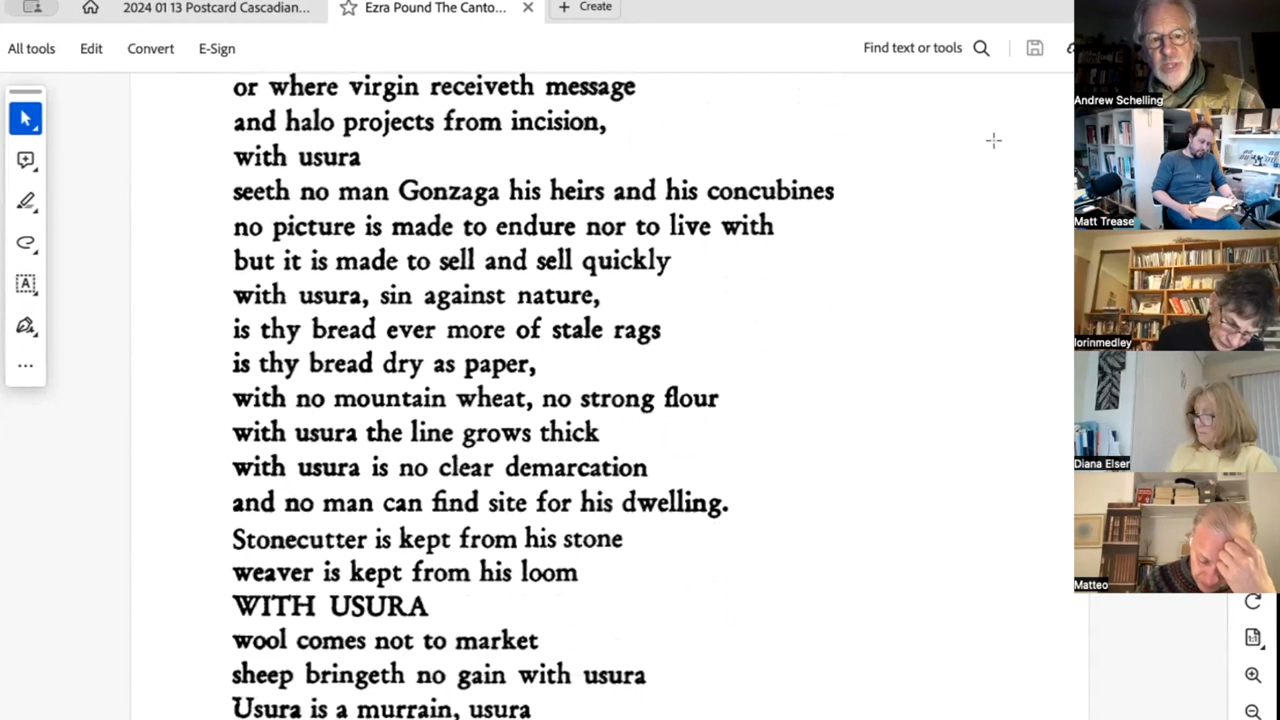 2024 01 13 Postcard Cascadian...
Ezra Pound The Canto...
Create
All tools
Edit
Convert
E-Sign
Find text or tools
or where virgin receiveth message
and halo projects from incision,
with usura
seeth no man Gonzaga his heirs and his concubines
no picture is made to endure nor to live with
but it is made to sell and sell quickly
with usura, sin against nature,
is thy bread ever more of stale rags
is thy bread dry as paper,
with no mountain wheat, no strong flour
with usura the line grows thick
with usura is no clear demarcation
and no man can find site for his dwelling.
Stonecutter is kept from his stone
weaver is kept from his loom
WITH USURA
wool comes not to market
sheep bringeth no gain with usura
Usura is a murrain, usura
Andrew Schelling
Matt Trease
lorinmedley
Diana Elser
Matteo
1:1